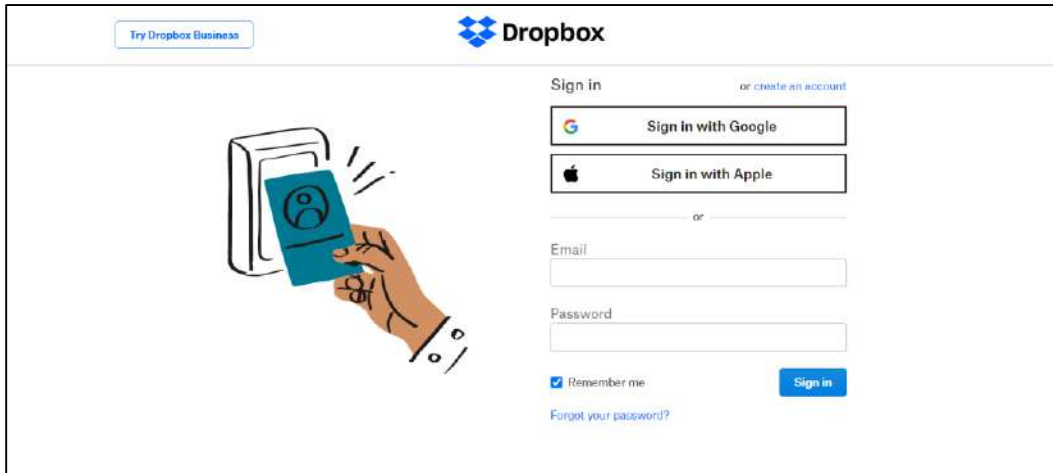 Try Dropbox Business
Dropbox
Sign in
or create an account
Sign in with Google
Sign in with Apple
or
Email
Password
Remember me
Sign in
Forgot your password?